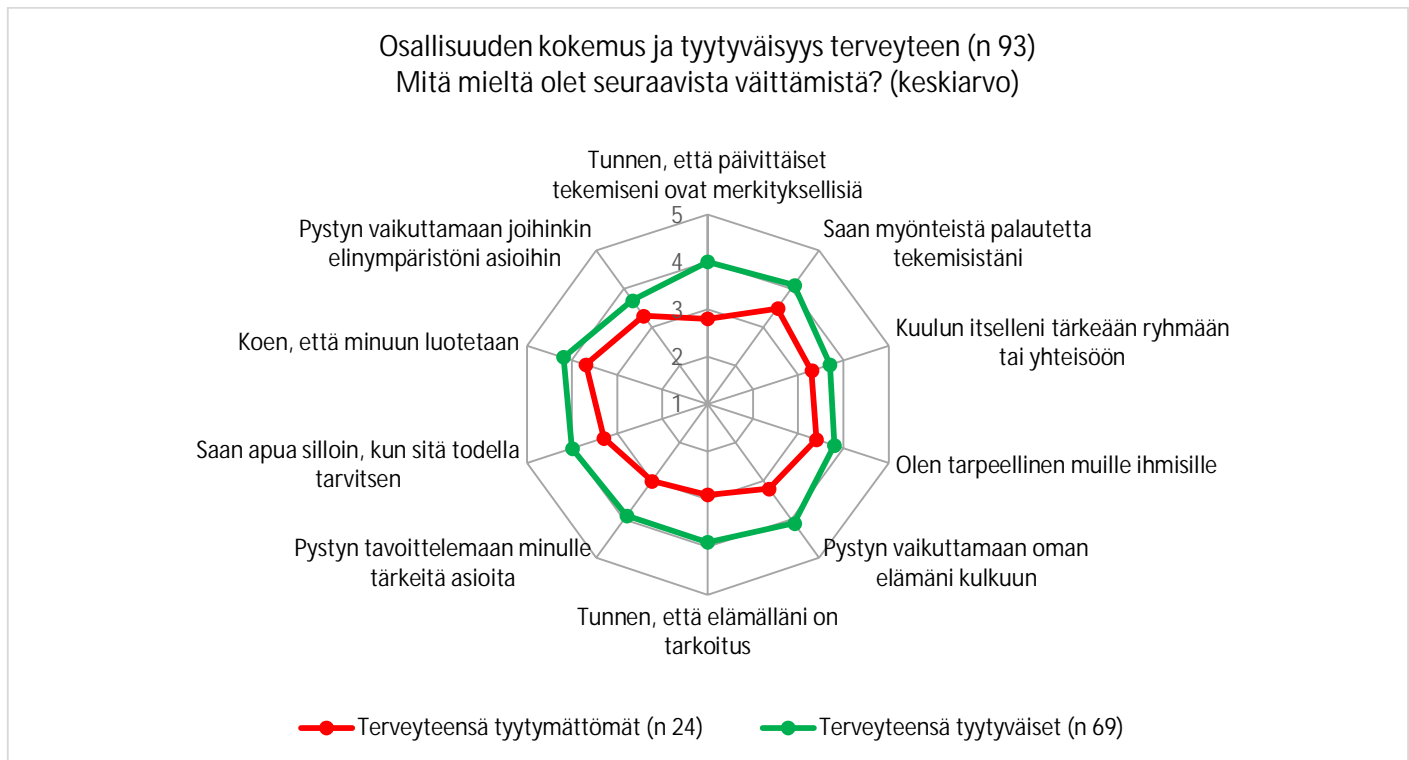 Osallisuuden kokemus ja tyytyväisyys terveyteen (n 93)
Mitä mieltä olet seuraavista väittämistä? (keskiarvo)
Tunnen, että päivittäiset
tekemiseni ovat merkityksellisiä
Saan myönteistä palautetta
tekemisistäni
Kuulun itselleni tärkeään ryhmään
tai yhteisöön
Olen tarpeellinen muille ihmisille
Pystyn vaikuttamaan oman
elämäni kulkuun
Tunnen, että elämälläni on
tarkoitus
Pystyn tavoittelemaan minulle
tärkeitä asioita
Saan apua silloin, kun sitä todella
tarvitsen
Koen, että minuun luotetaan
Pystyn vaikuttamaan joihinkin
elinympäristöni asioihin
5
4
3
2
1
Terveyteensä tyytymättömät (n 24)
Terveyteensä tyytyväiset (n 69)